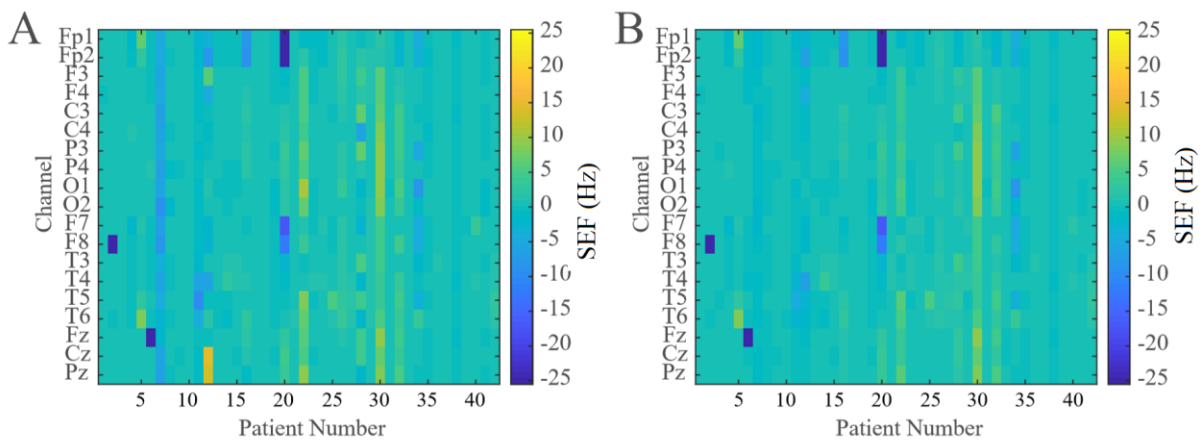 A
Channel
Fp1
Fp2
F3
F4
C3
C4
P3
P4
O1
O2
F7
F8
T3
T4
T5
T6
Fz
Cz
Pz
5 10 15 20 25 30 35 40
Patient Number
25
20
15
10
5
0
-5
-10
-15
-20
-25
SEF (Hz)
B
Channel
Fp1
Fp2
F3
F4
C3
C4
P3
P4
O1
O2
F7
F8
T3
T4
T5
T6
Fz
Cz
Pz
5 10 15 20 25 30 35 40
Patient Number
25
20
15
10
5
0
-5
-10
-15
-20
-25
SEF (Hz)